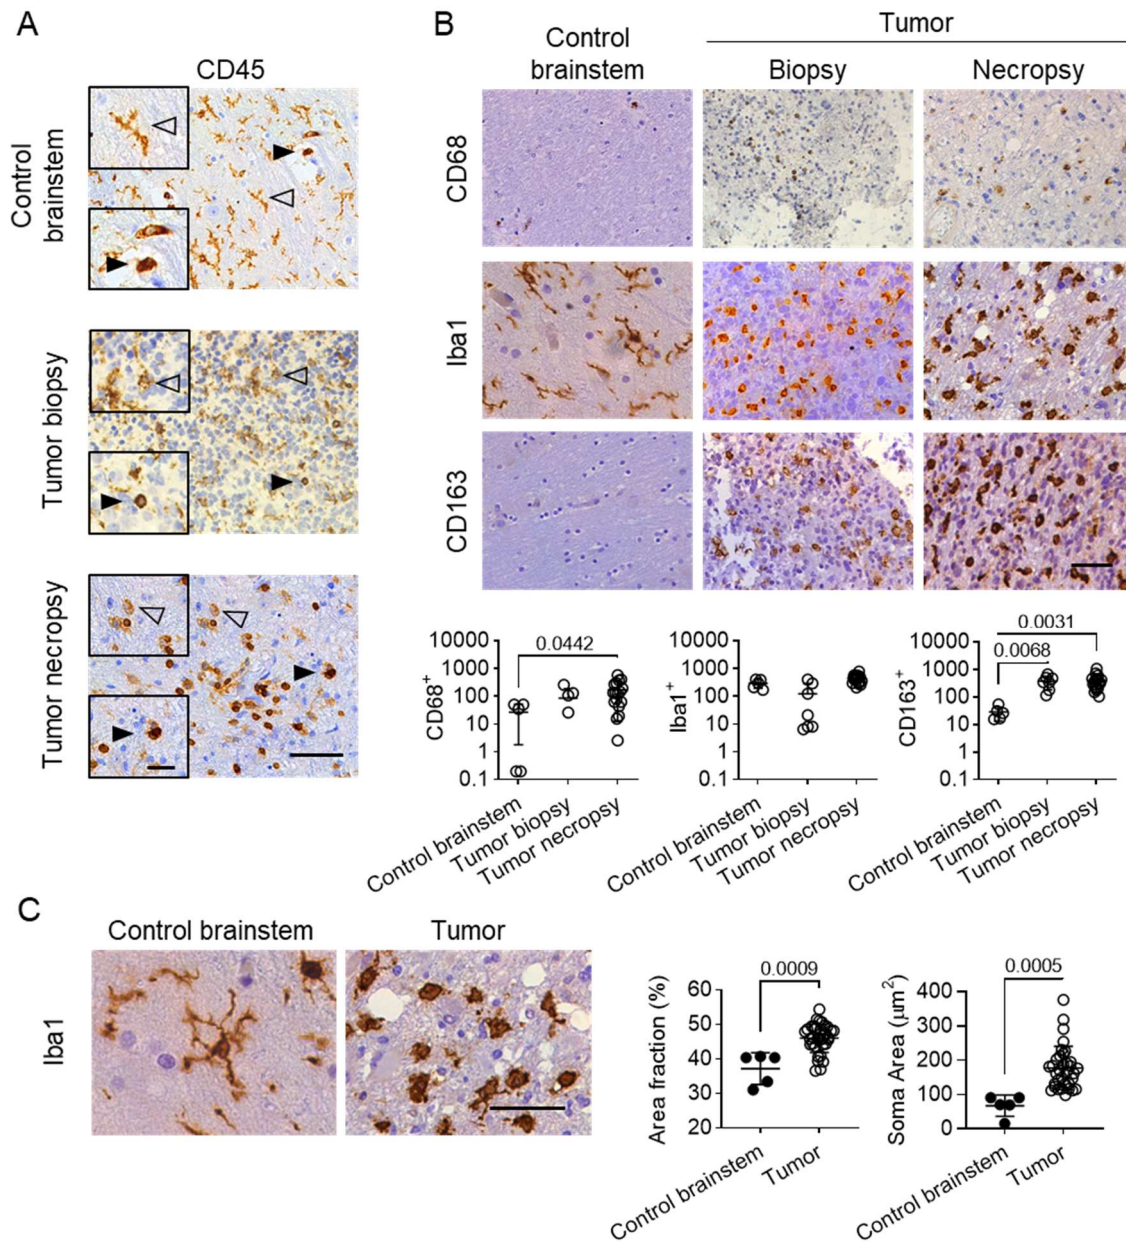 A
CD45
Control
brainstem
Tumor biopsy
Tumor necropsy
B
Control
brainstem
Tumor
Biopsy
Necropsy
CD68
Iba1
CD163
CD68+
10000
1000
100
10
1
0.1
0.0442
Control brainstem
Tumor biopsy
Tumor necropsy
Iba1+
10000
1000
100
10
1
0.1
Control brainstem
Tumor biopsy
Tumor necropsy
CD163+
10000
1000
100
10
1
0.1
0.0031
0.0068
Control brainstem
Tumor biopsy
Tumor necropsy
C
Control brainstem
Tumor
Iba1
Area fraction (%)
60
50
40
30
20
0.0009
Control brainstem
Tumor
Soma Area (μm²)
400
300
200
100
0
0.0005
Control brainstem
Tumor